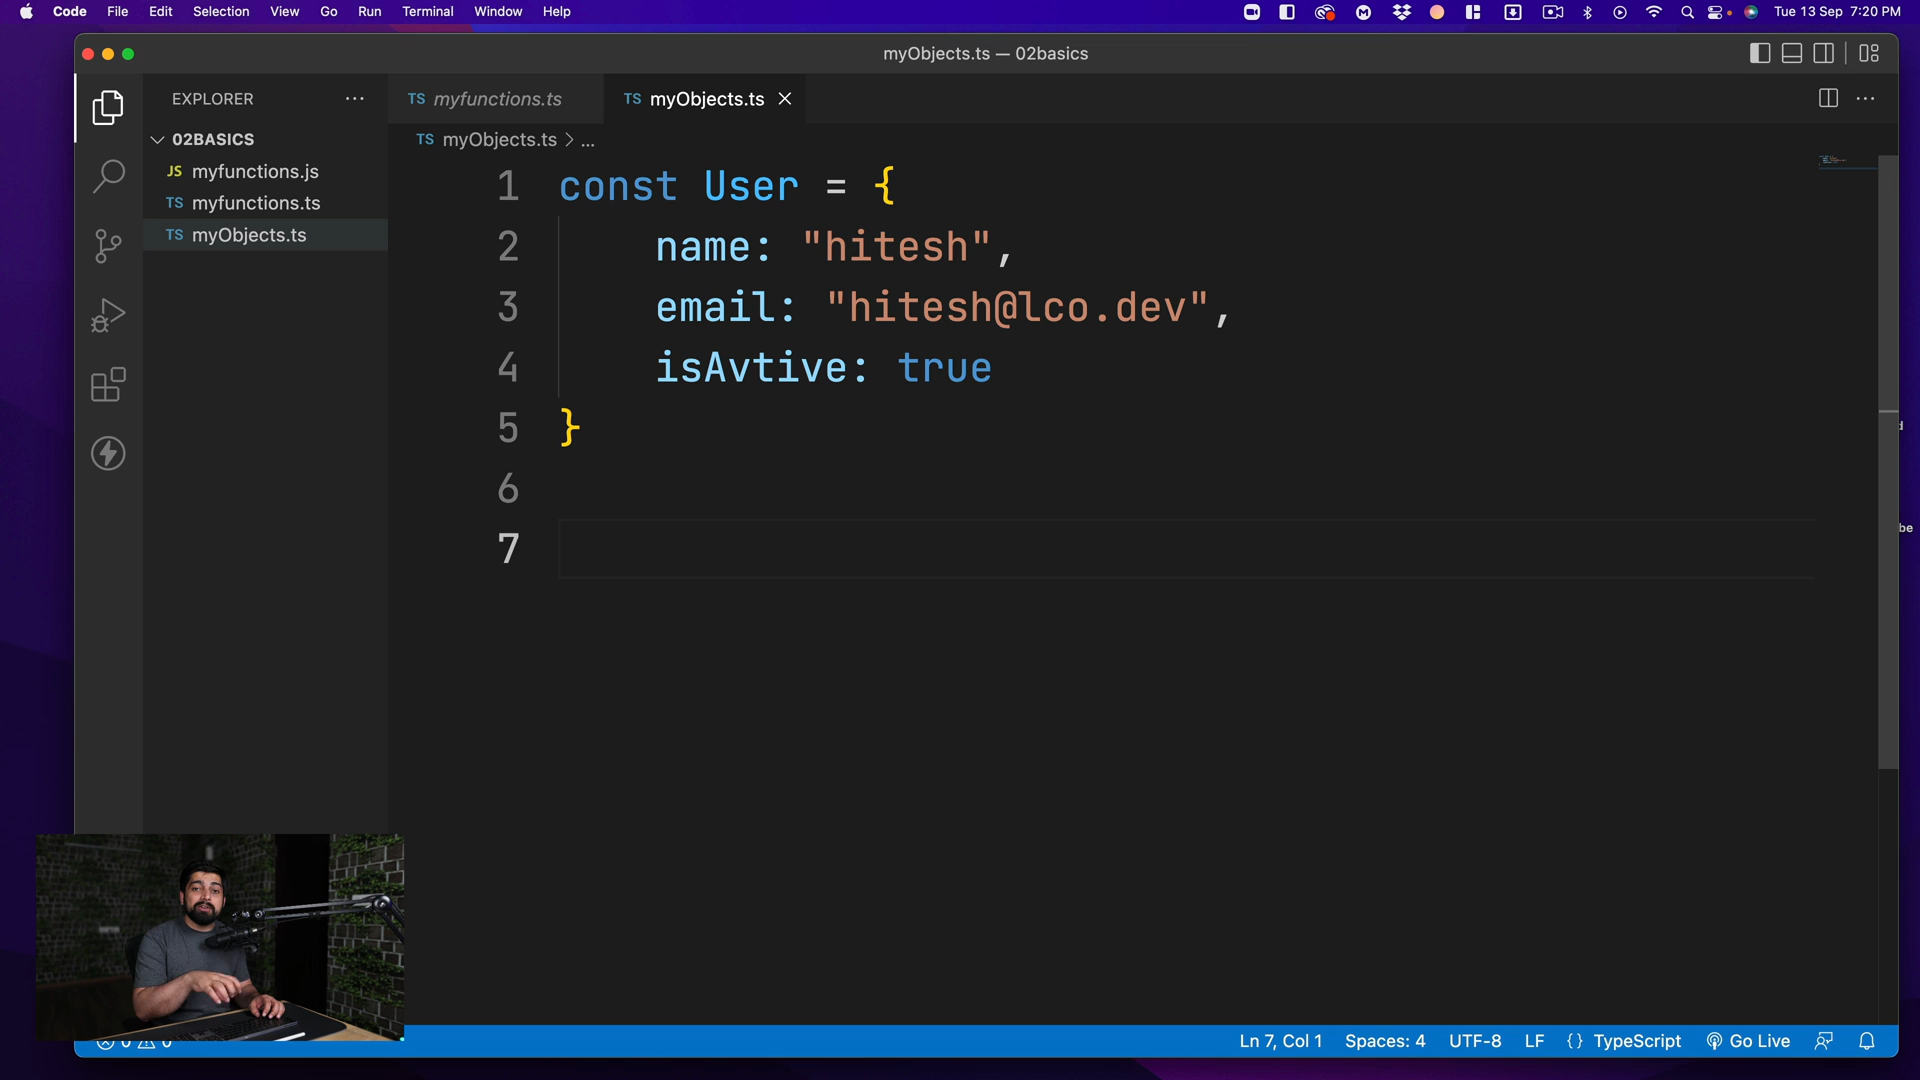 Code File Edit Selection View Go Run Terminal Window Help Tue 13 Sep 7:20 PM
myObjects.ts — 02basics
EXPLORER
TS myfunctions.ts TS myObjects.ts
02BASICS
TS myObjects.ts > ...
JS myfunctions.js
TS myfunctions.ts
TS myObjects.ts
1 const User = {
2 name: "hitesh",
3 email: "hitesh@lco.dev",
4 isAvtive: true
5 }
6
7
be
0 0 Ln 7, Col 1 Spaces: 4 UTF-8 LF {} TypeScript Go Live